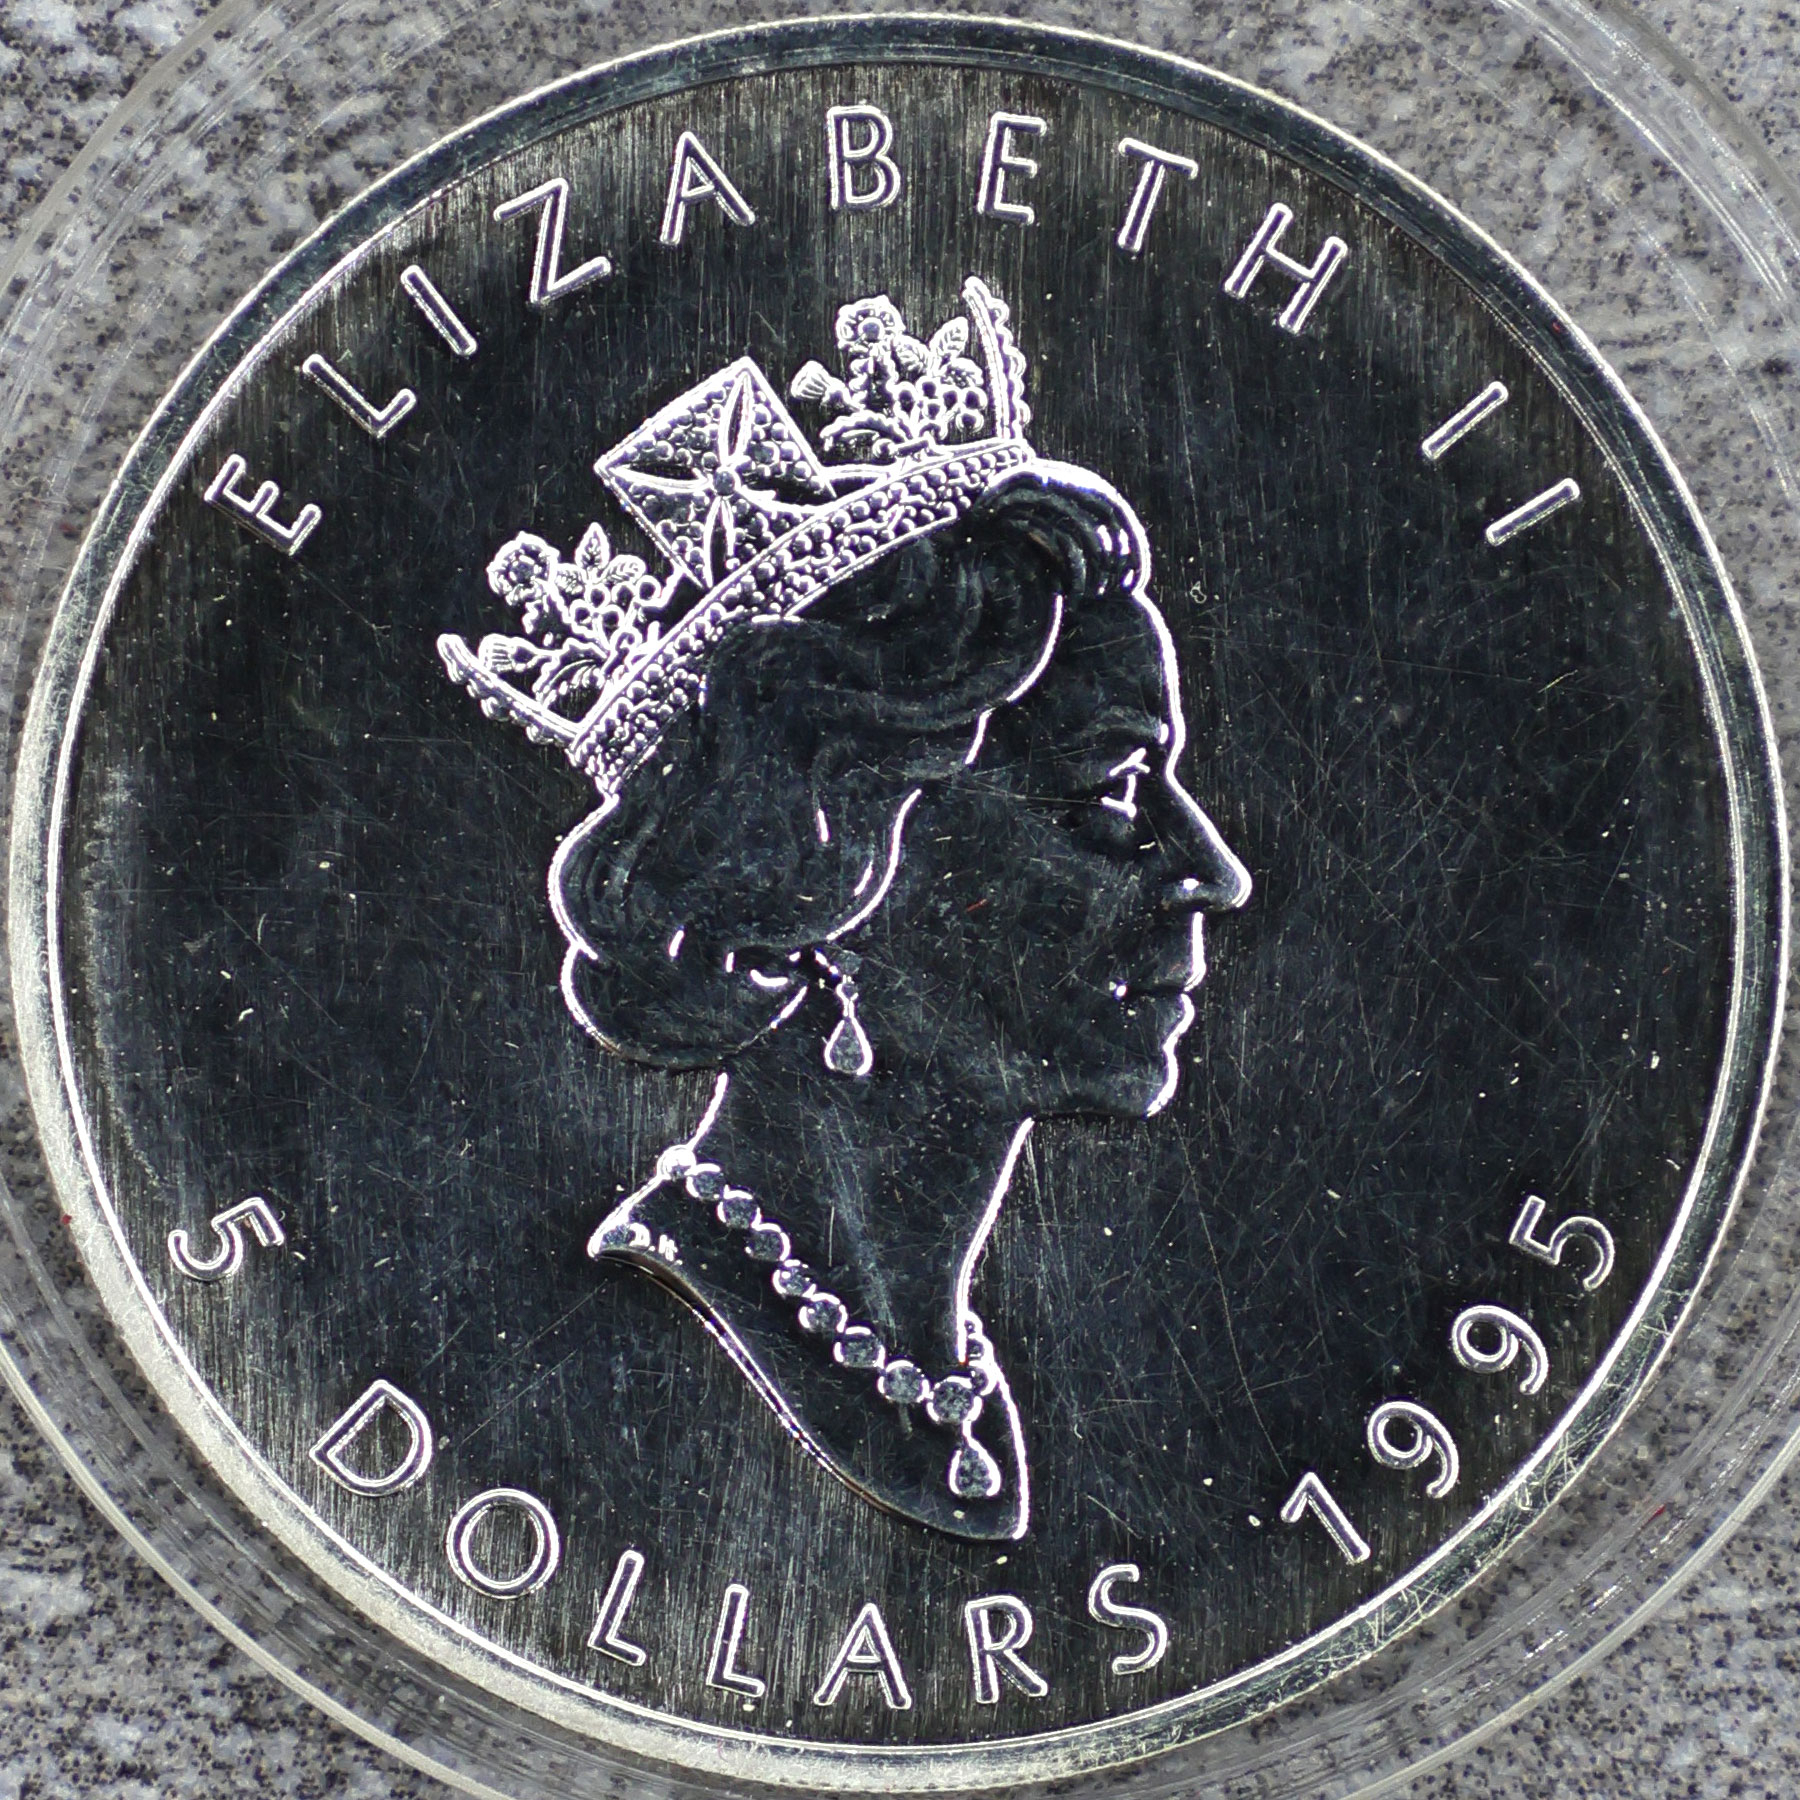 ELIZABETH II
D.H
5 DOLLARS 1995